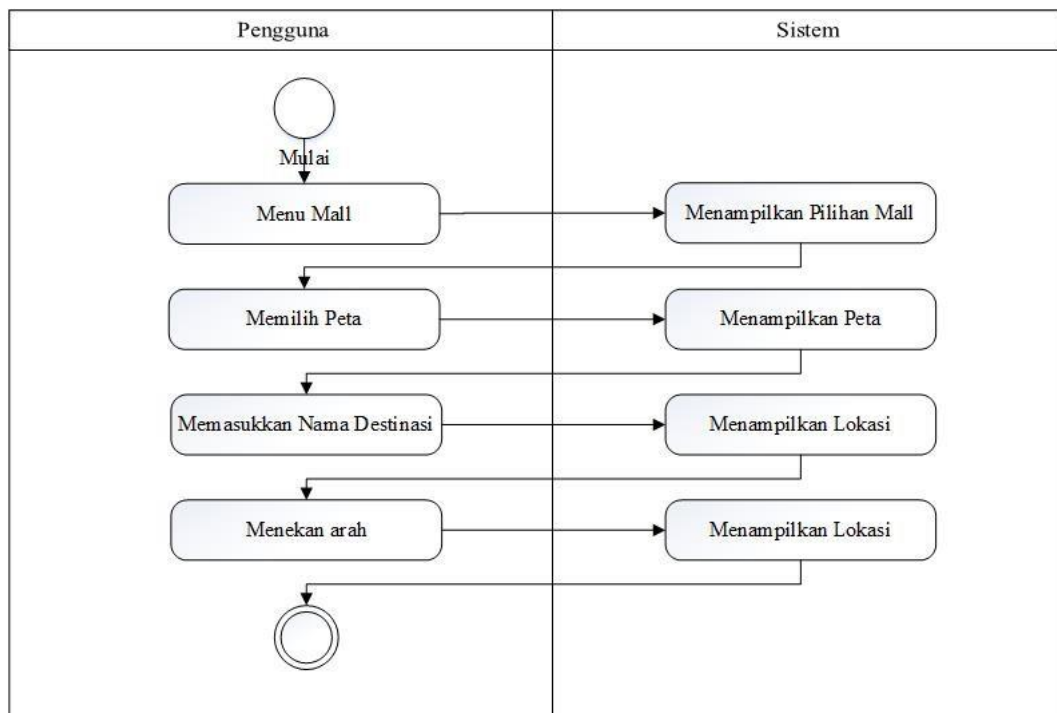 Pengguna
Sistem
Mulai
Menu Mall
Menampilkan Pilihan Mall
Memilih Peta
Menampilkan Peta
Memasukkan Nama Destinasi
Menampilkan Lokasi
Menekan arah
Menampilkan Lokasi